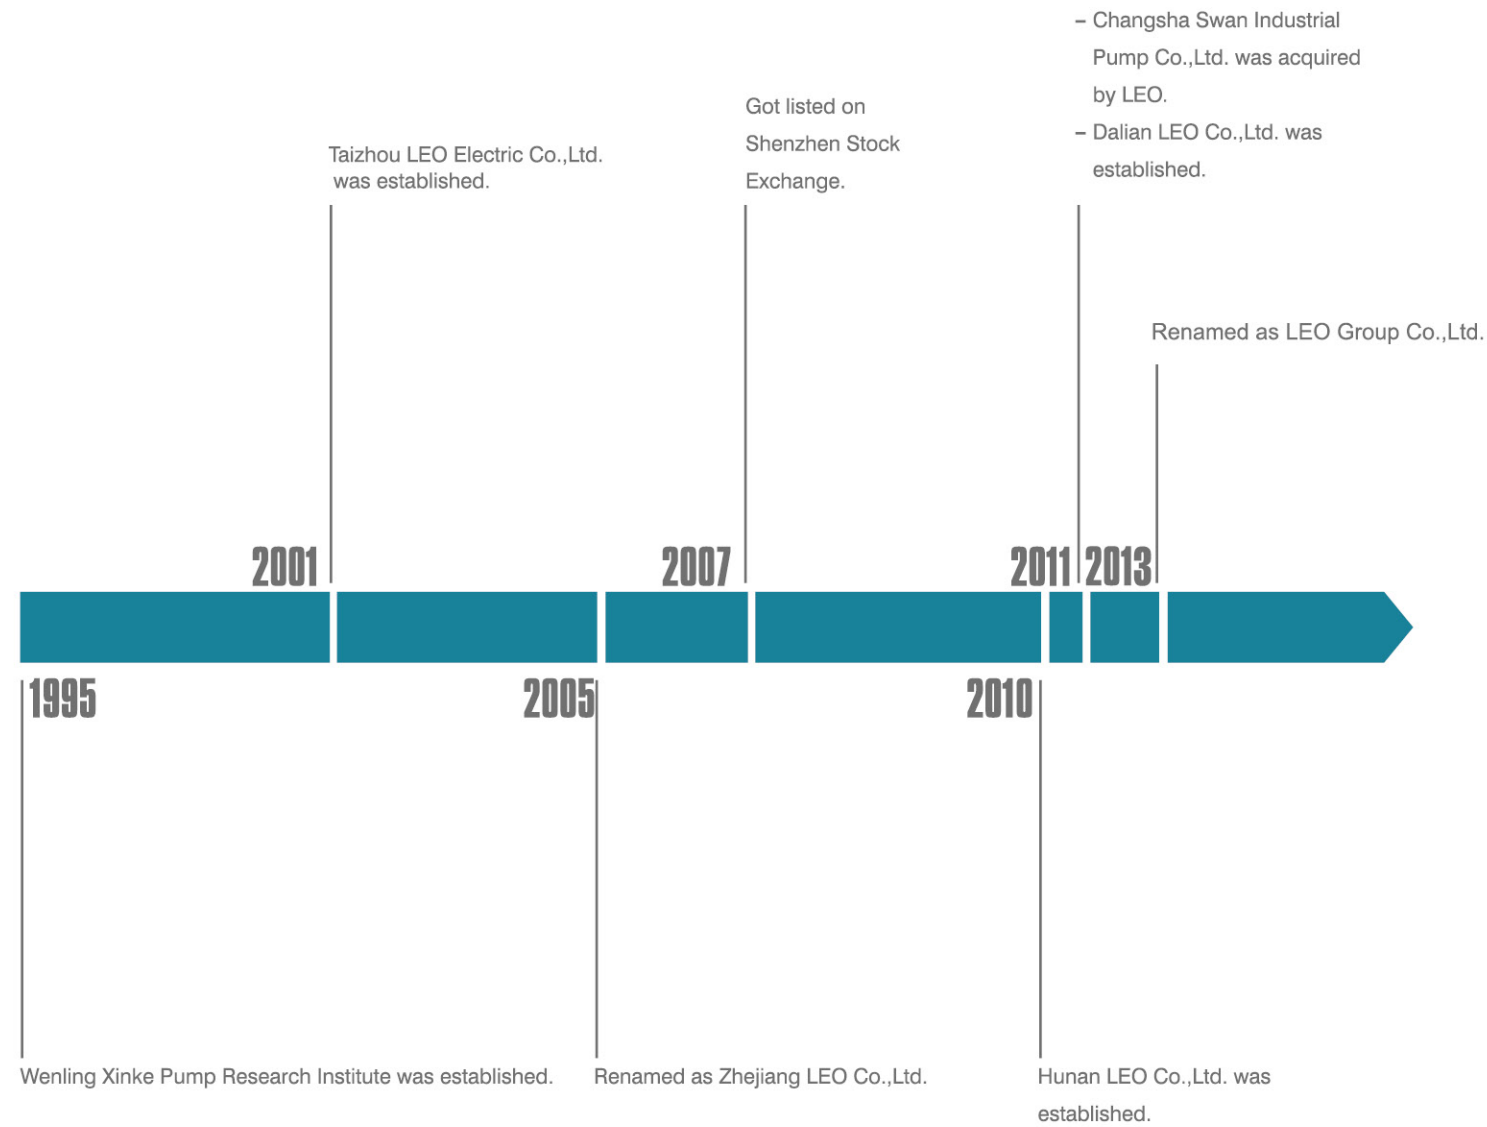 – Changsha Swan Industrial
Pump Co.,Ltd. was acquired
by LEO.
– Dalian LEO Co.,Ltd. was
established.
Got listed on
Shenzhen Stock
Exchange.
Taizhou LEO Electric Co.,Ltd.
was established.
Renamed as LEO Group Co.,Ltd.
2001
2007
2011
2013
1995
2005
2010
Wenling Xinke Pump Research Institute was established.
Renamed as Zhejiang LEO Co.,Ltd.
Hunan LEO Co.,Ltd. was
established.